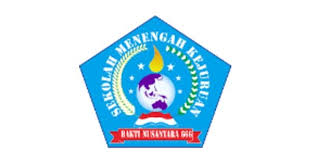 SEKOLAH MENENGAH KEJURUAN
BAKTI NUSANTARA 666